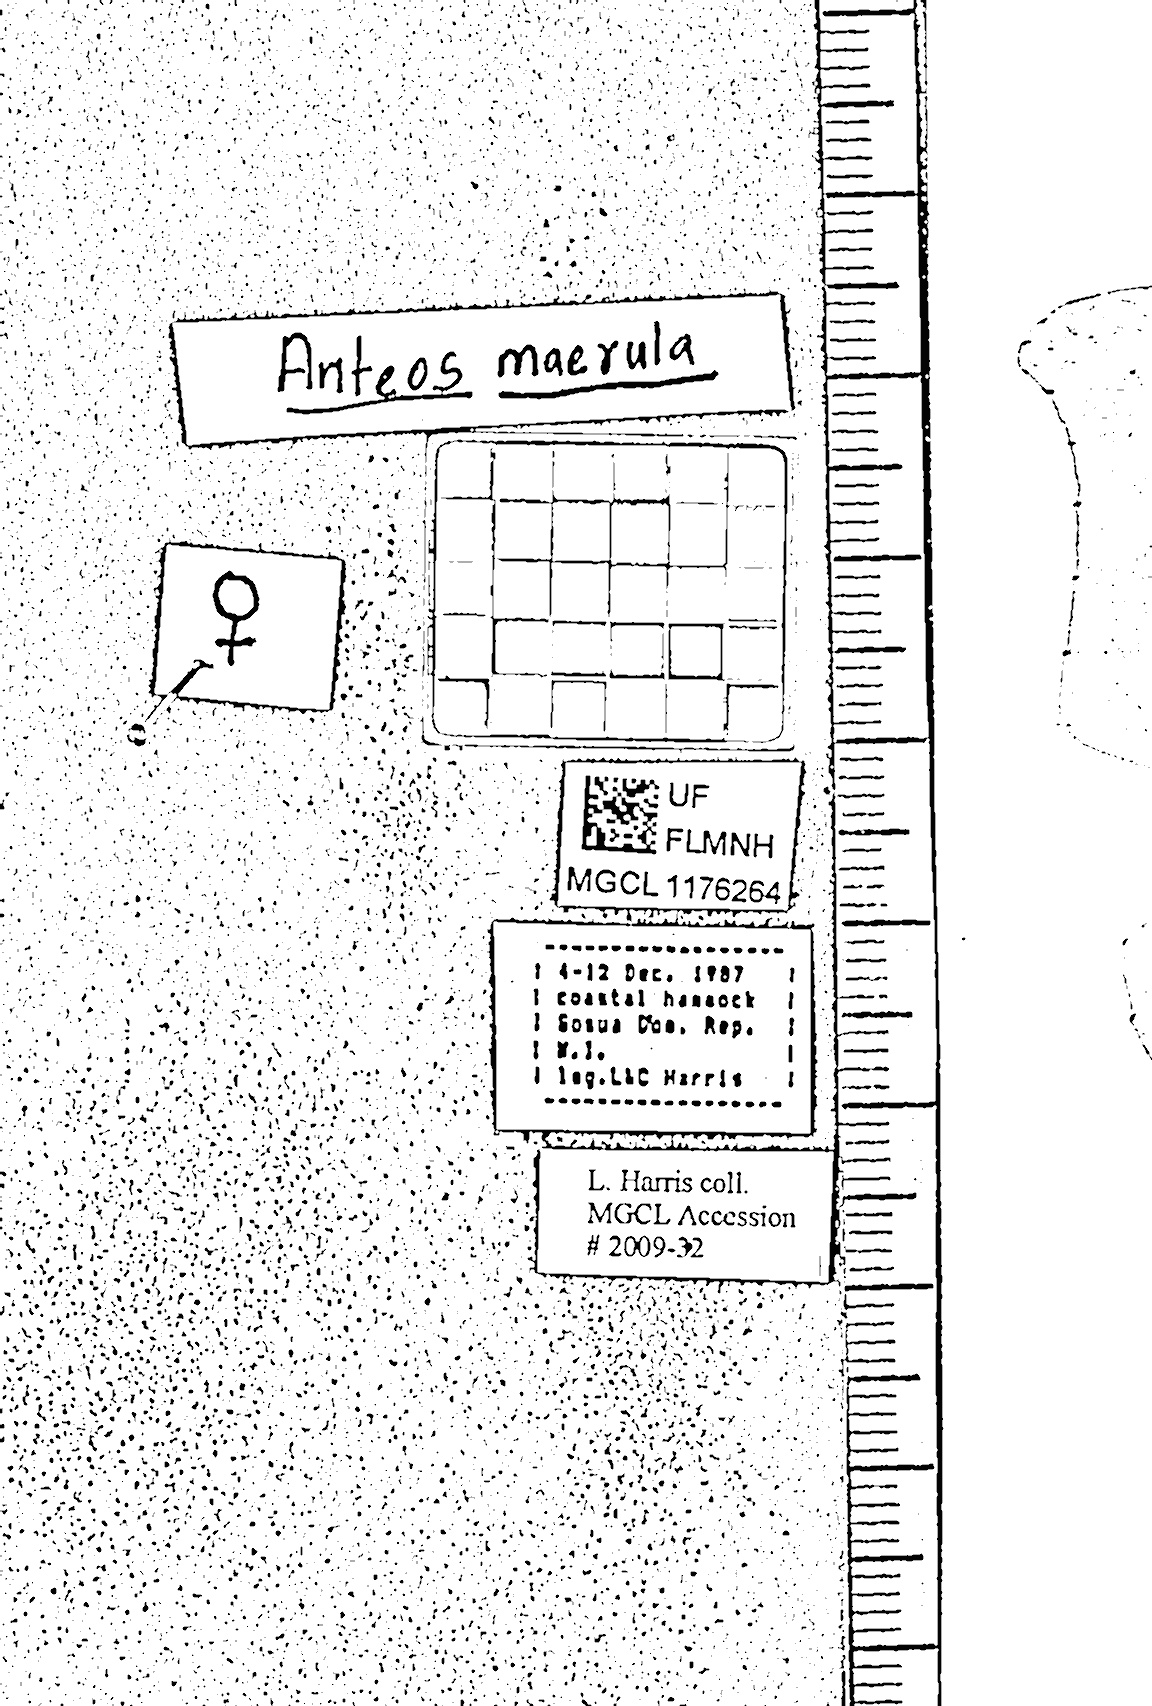 Anteos maerula
♀
UF
FLMNH
MGCL 1176264
4-12 Dec. 1987
coastal hammock
Sosua Dom. Rep.
W.I.
leg.L&C Harris
L. Harris coll.
MGCL Accession
# 2009-32